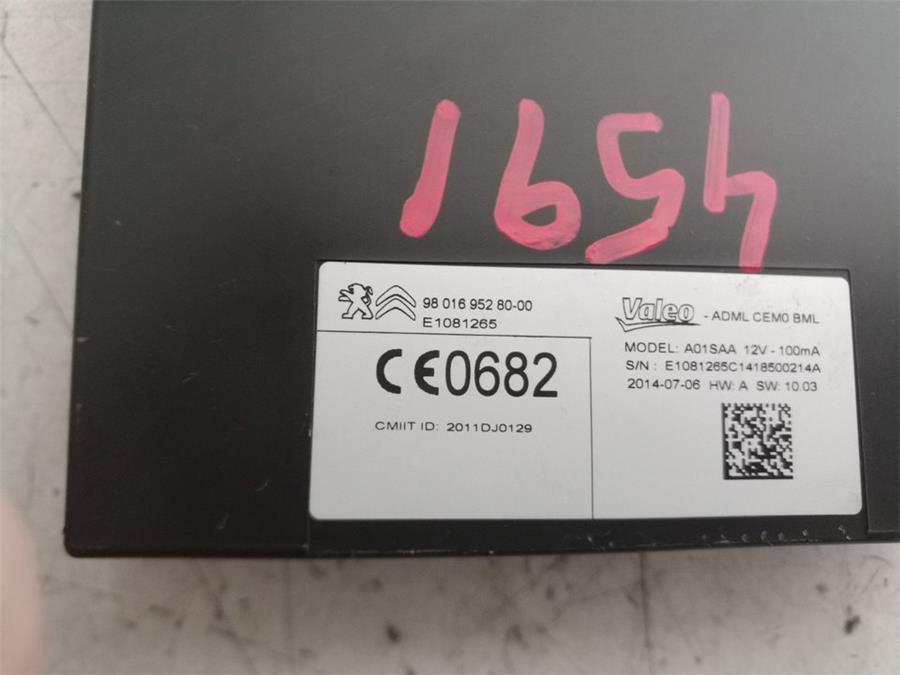 1654
98 016 952 80-00
E1081265
CE0682
CMIIT ID: 2011DJ0129
Valeo - ADML CEM0 BML
MODEL: A01SAA 12V - 100mA
S/N : E1081265C1418500214A
2014-07-06 HW: A SW: 10.03